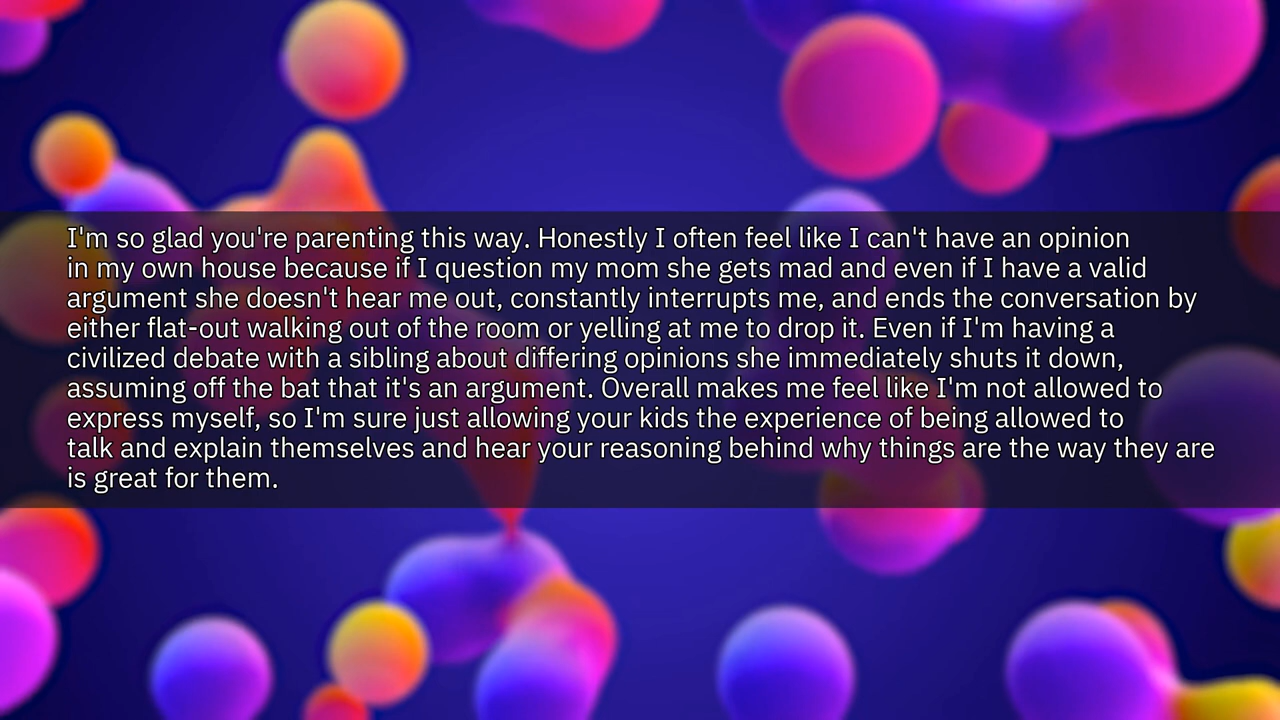 I'm so glad you're parenting this way. Honestly I often feel like I can't have an opinion
in my own house because if I question my mom she gets mad and even if I have a valid
argument she doesn't hear me out, constantly interrupts me, and ends the conversation by
either flat-out walking out of the room or yelling at me to drop it. Even if I'm having a
civilized debate with a sibling about differing opinions she immediately shuts it down,
assuming off the bat that it's an argument. Overall makes me feel like I'm not allowed to
express myself, so I'm sure just allowing your kids the experience of being allowed to
talk and explain themselves and hear your reasoning behind why things are the way they are
is great for them.